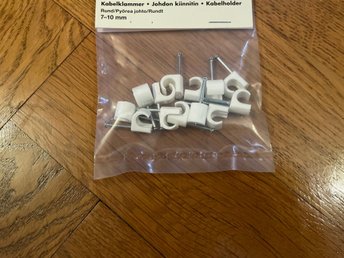 Kabelklammer • Johdon kiinnitin • Kabelholder
Rund/Pyöreä johto/Rundt
7–10 mm